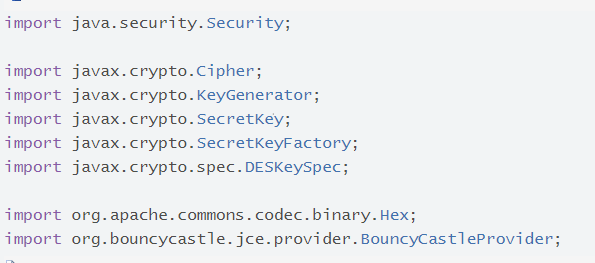 import java.security.Security;
import javax.crypto.Cipher;
import javax.crypto.KeyGenerator;
import javax.crypto.SecretKey;
import javax.crypto.SecretKeyFactory;
import javax.crypto.spec.DESKeySpec;
import org.apache.commons.codec.binary.Hex;
import org.bouncycastle.jce.provider.BouncyCastleProvider;